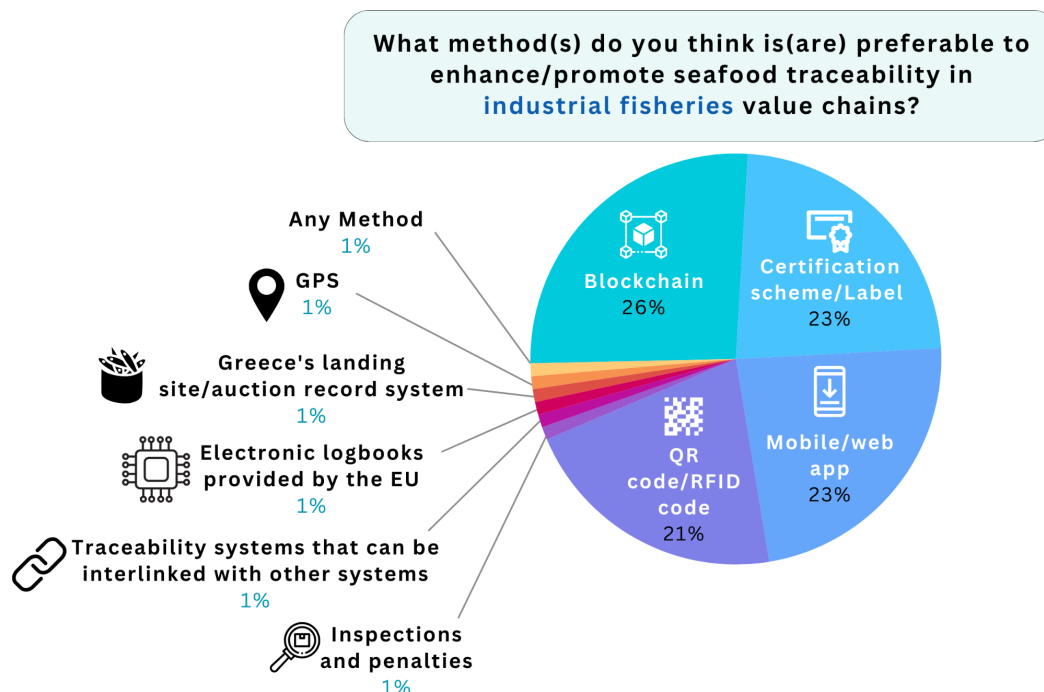 What method(s) do you think is(are) preferable to
enhance/promote seafood traceability in
industrial fisheries value chains?
Any Method
1%
GPS
1%
Greece's landing
site/auction record system
1%
Electronic logbooks
provided by the EU
1%
Traceability systems that can be
interlinked with other systems
1%
Inspections
and penalties
1%
Blockchain
26%
Certification
scheme/Label
23%
Mobile/web
app
23%
QR
code/RFID
code
21%